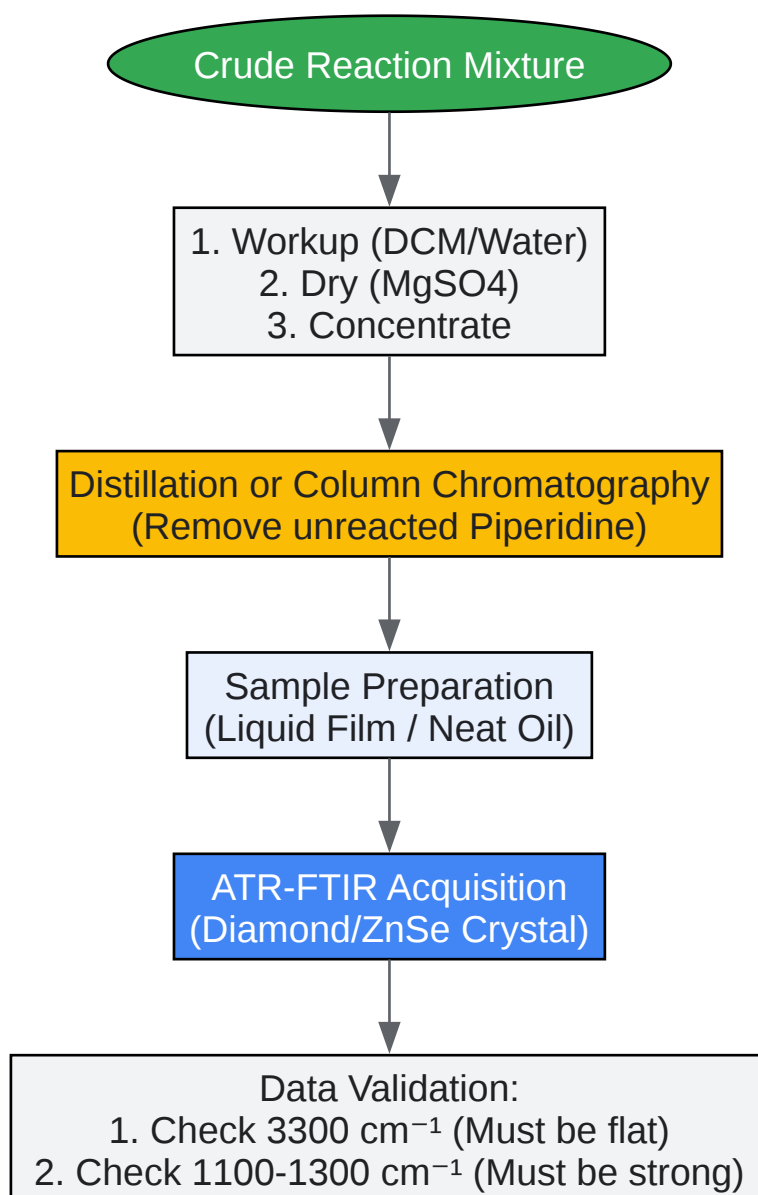 Crude Reaction Mixture
1. Workup (DCM/Water)
2. Dry (MgSO4)
3. Concentrate
Distillation or Column Chromatography
(Remove unreacted Piperidine)
Sample Preparation
(Liquid Film / Neat Oil)
ATR-FTIR Acquisition
(Diamond/ZnSe Crystal)
Data Validation:
1. Check 3300 cm⁻¹ (Must be flat)
2. Check 1100-1300 cm⁻¹ (Must be strong)